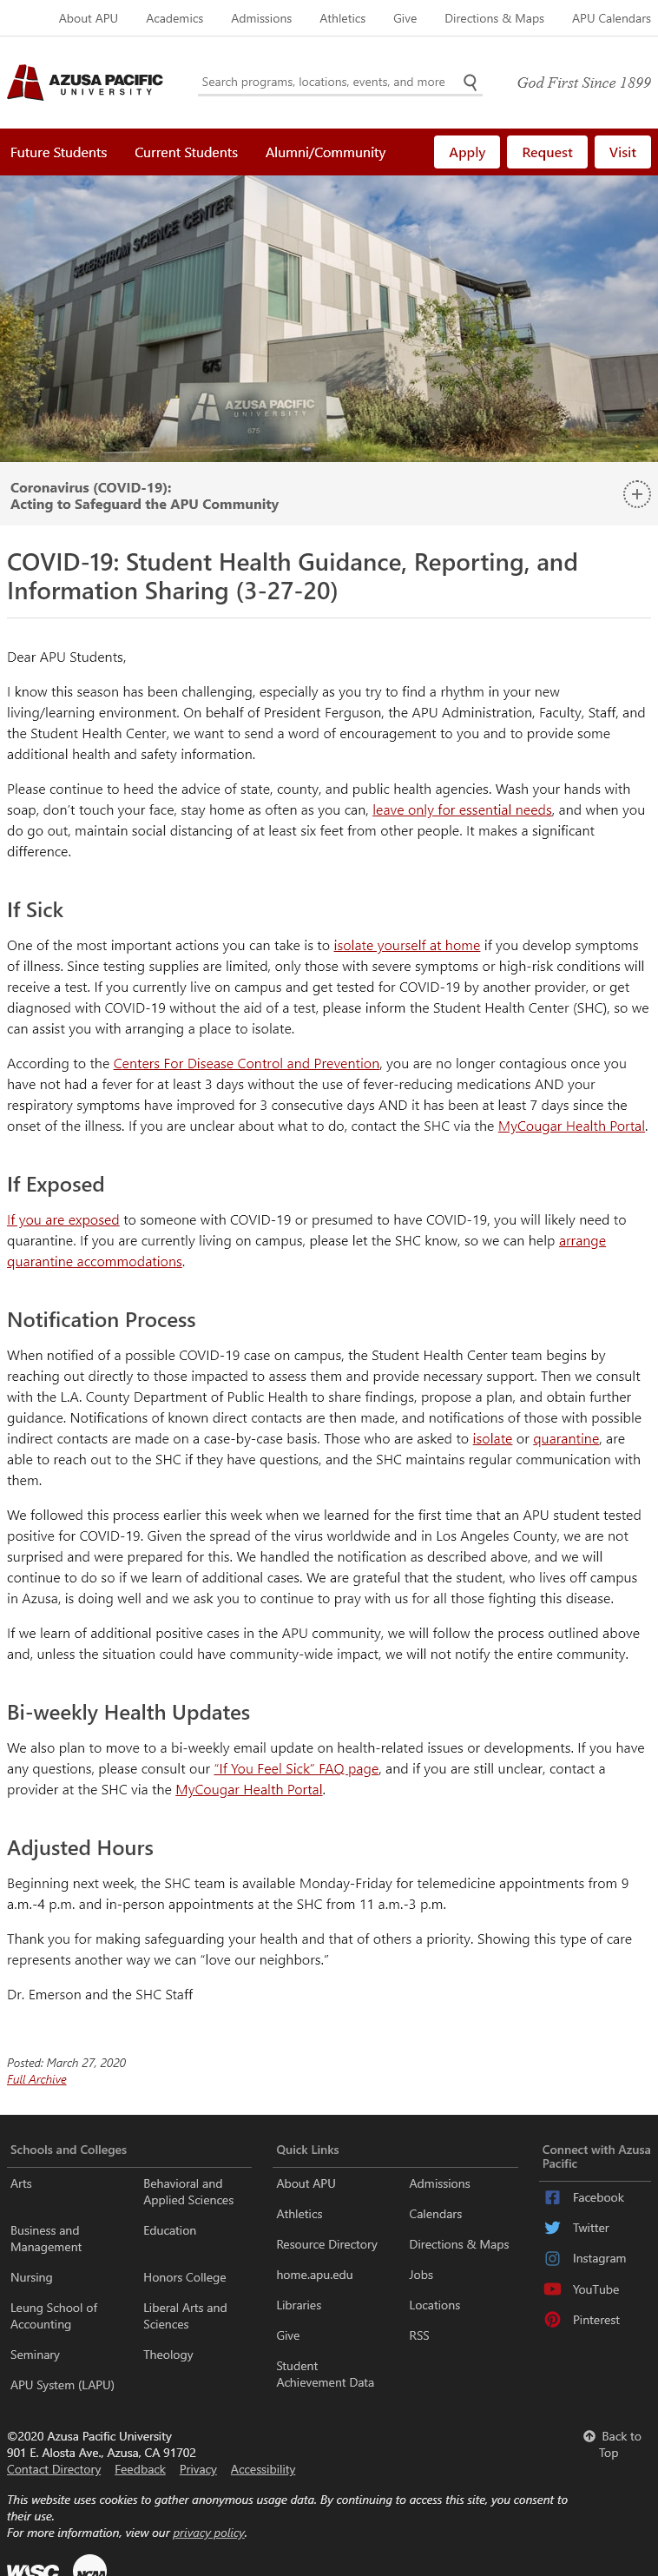 About APU Academics Admissions Athletics Give Directions & Maps APU Calendars
AZUSA PACIFIC
UNIVERSITY
Search programs, locations, events, and more
God First Since 1899
Future Students Current Students Alumni/Community Apply Request Visit
SEGERSTROM SCIENCE CENTER
675
AZUSA PACIFIC
UNIVERSITY
675
Coronavirus (COVID-19):
Acting to Safeguard the APU Community
COVID-19: Student Health Guidance, Reporting, and
Information Sharing (3-27-20)
Dear APU Students,
I know this season has been challenging, especially as you try to find a rhythm in your new
living/learning environment. On behalf of President Ferguson, the APU Administration, Faculty, Staff, and
the Student Health Center, we want to send a word of encouragement to you and to provide some
additional health and safety information.
Please continue to heed the advice of state, county, and public health agencies. Wash your hands with
soap, don’t touch your face, stay home as often as you can, leave only for essential needs, and when you
do go out, maintain social distancing of at least six feet from other people. It makes a significant
difference.
If Sick
One of the most important actions you can take is to isolate yourself at home if you develop symptoms
of illness. Since testing supplies are limited, only those with severe symptoms or high-risk conditions will
receive a test. If you currently live on campus and get tested for COVID-19 by another provider, or get
diagnosed with COVID-19 without the aid of a test, please inform the Student Health Center (SHC), so we
can assist you with arranging a place to isolate.
According to the Centers For Disease Control and Prevention, you are no longer contagious once you
have not had a fever for at least 3 days without the use of fever-reducing medications AND your
respiratory symptoms have improved for 3 consecutive days AND it has been at least 7 days since the
onset of the illness. If you are unclear about what to do, contact the SHC via the MyCougar Health Portal.
If Exposed
If you are exposed to someone with COVID-19 or presumed to have COVID-19, you will likely need to
quarantine. If you are currently living on campus, please let the SHC know, so we can help arrange
quarantine accommodations.
Notification Process
When notified of a possible COVID-19 case on campus, the Student Health Center team begins by
reaching out directly to those impacted to assess them and provide necessary support. Then we consult
with the L.A. County Department of Public Health to share findings, propose a plan, and obtain further
guidance. Notifications of known direct contacts are then made, and notifications of those with possible
indirect contacts are made on a case-by-case basis. Those who are asked to isolate or quarantine, are
able to reach out to the SHC if they have questions, and the SHC maintains regular communication with
them.
We followed this process earlier this week when we learned for the first time that an APU student tested
positive for COVID-19. Given the spread of the virus worldwide and in Los Angeles County, we are not
surprised and were prepared for this. We handled the notification as described above, and we will
continue to do so if we learn of additional cases. We are grateful that the student, who lives off campus
in Azusa, is doing well and we ask you to continue to pray with us for all those fighting this disease.
If we learn of additional positive cases in the APU community, we will follow the process outlined above
and, unless the situation could have community-wide impact, we will not notify the entire community.
Bi-weekly Health Updates
We also plan to move to a bi-weekly email update on health-related issues or developments. If you have
any questions, please consult our “If You Feel Sick” FAQ page, and if you are still unclear, contact a
provider at the SHC via the MyCougar Health Portal.
Adjusted Hours
Beginning next week, the SHC team is available Monday-Friday for telemedicine appointments from 9
a.m.-4 p.m. and in-person appointments at the SHC from 11 a.m.-3 p.m.
Thank you for making safeguarding your health and that of others a priority. Showing this type of care
represents another way we can “love our neighbors.”
Dr. Emerson and the SHC Staff
Posted: March 27, 2020
Full Archive
Schools and Colleges
Arts
Behavioral and
Applied Sciences
Business and
Management
Education
Nursing
Honors College
Leung School of
Accounting
Liberal Arts and
Sciences
Seminary
Theology
APU System (LAPU)
Quick Links
About APU
Admissions
Athletics
Calendars
Resource Directory
Directions & Maps
home.apu.edu
Jobs
Libraries
Locations
Give
RSS
Student
Achievement Data
Connect with Azusa
Pacific
Facebook
Twitter
Instagram
YouTube
Pinterest
©2020 Azusa Pacific University
901 E. Alosta Ave., Azusa, CA 91702
Contact Directory Feedback Privacy Accessibility
Back to
Top
This website uses cookies to gather anonymous usage data. By continuing to access this site, you consent to
their use.
For more information, view our privacy policy.
WASC NCAA